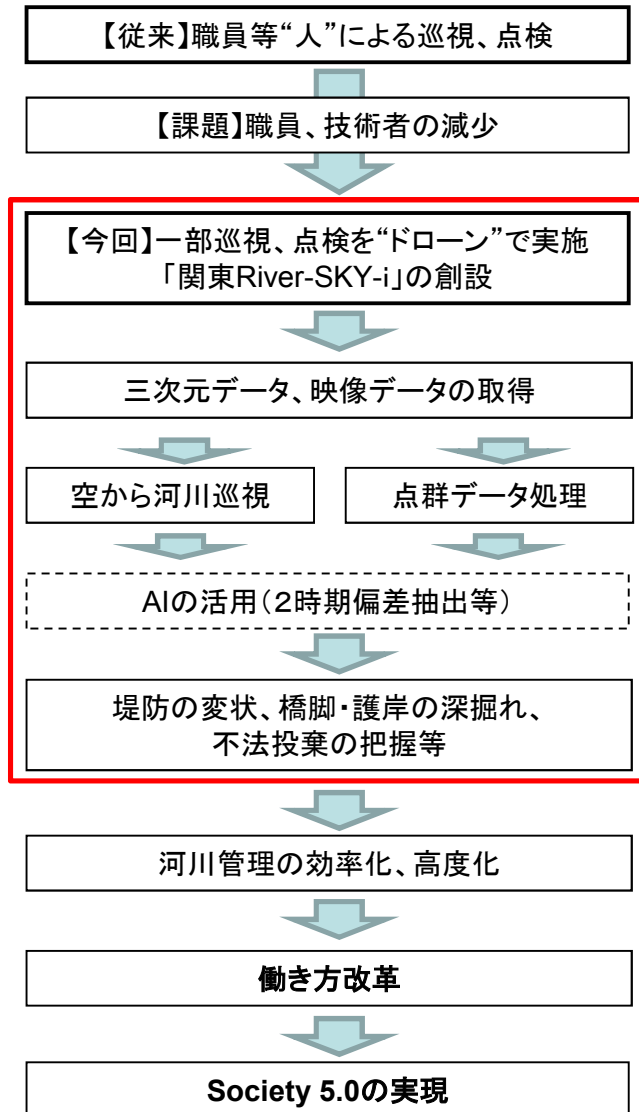 【従来】職員等“人”による巡視、点検
【課題】職員、技術者の減少
【今回】一部巡視、点検を“ドローン”で実施
「関東River-SKY-i」の創設
三次元データ、映像データの取得
空から河川巡視
点群データ処理
AIの活用（２時期偏差抽出等）
堤防の変状、橋脚・護岸の深掘れ、
不法投棄の把握等
河川管理の効率化、高度化
働き方改革
Society 5.0の実現